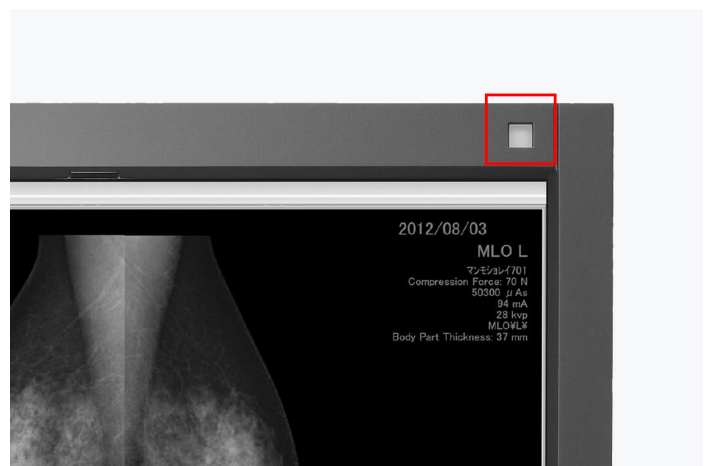 2012/08/03
MLO L
マンモショレイ701
Compression Force: 70 N
50300 μAs
94 mA
28 kvp
MLO¥L¥
Body Part Thickness: 37 mm